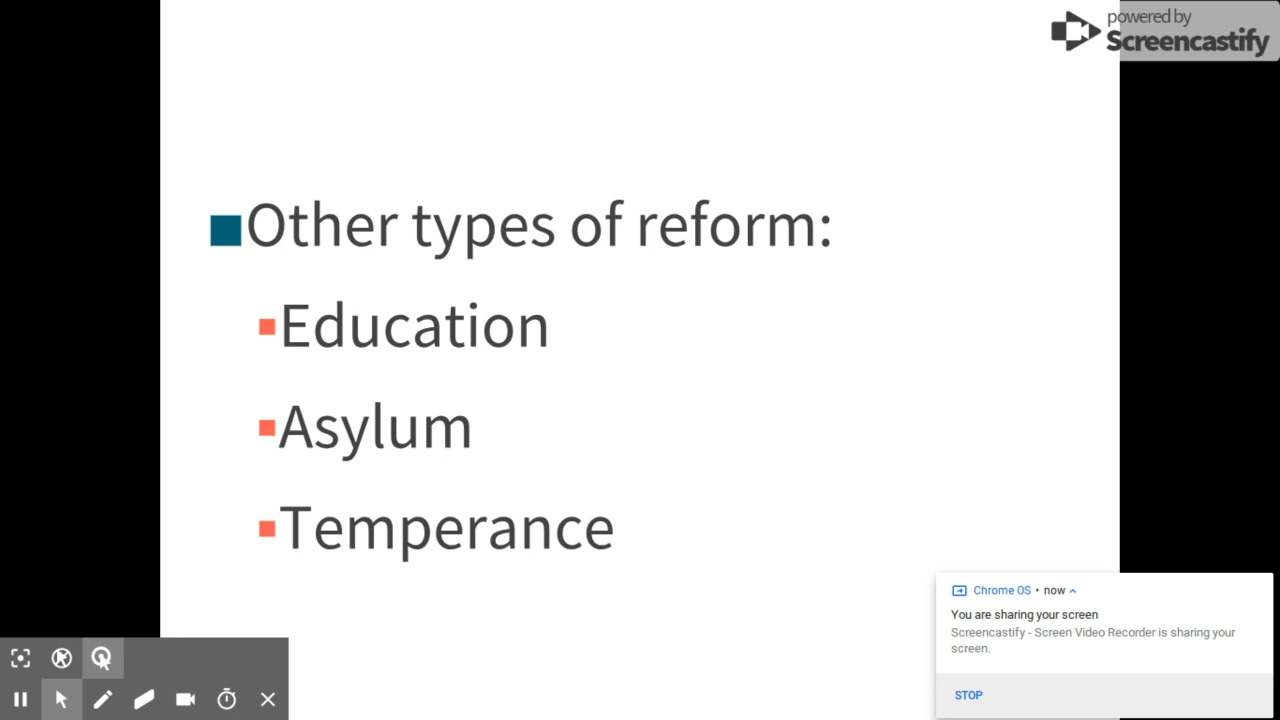 powered by
Screencastify
Other types of reform:
Education
Asylum
Temperance
Chrome OS • now
You are sharing your screen
Screencastify - Screen Video Recorder is sharing your
screen.
STOP